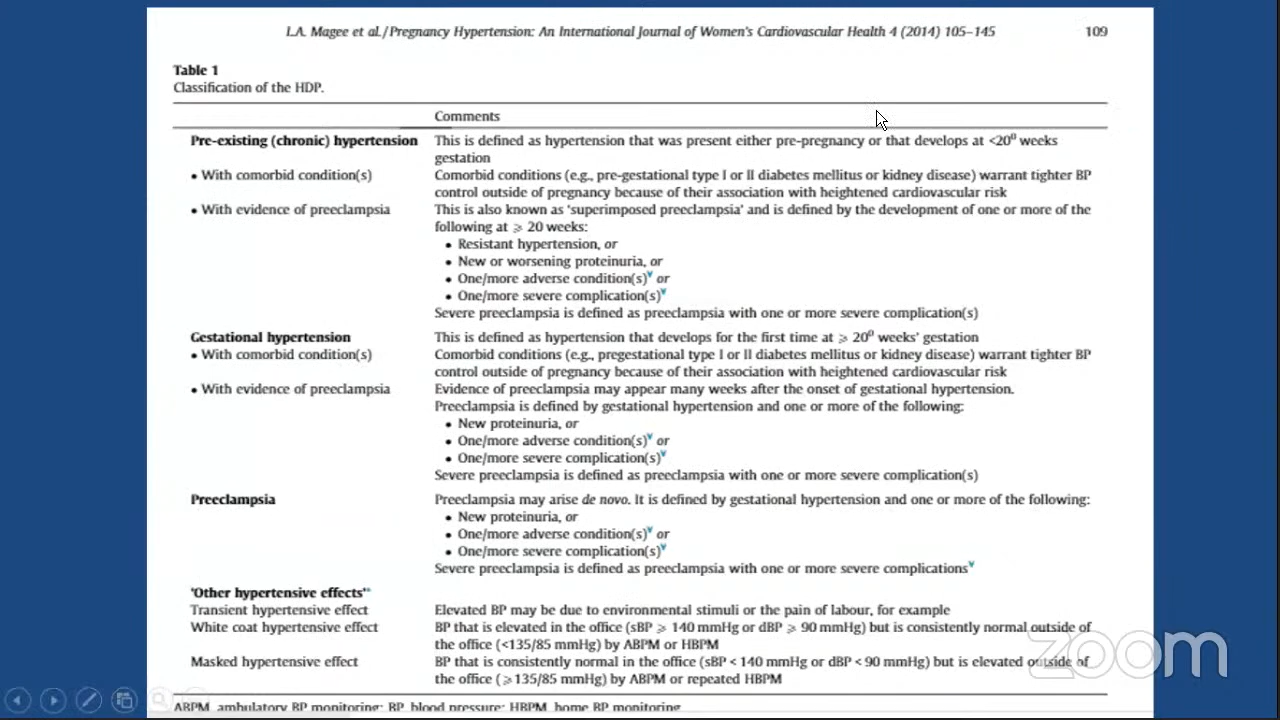 L.A. Magee et al./Pregnancy Hypertension: An International Journal of Women's Cardiovascular Health 4 (2014) 105–145 109
Table 1
Classification of the HDP.
Comments
Pre-existing (chronic) hypertension This is defined as hypertension that was present either pre-pregnancy or that develops at <20⁰ weeks
gestation
• With comorbid condition(s) Comorbid conditions (e.g., pre-gestational type I or II diabetes mellitus or kidney disease) warrant tighter BP
control outside of pregnancy because of their association with heightened cardiovascular risk
• With evidence of preeclampsia This is also known as 'superimposed preeclampsia' and is defined by the development of one or more of the
following at ⩾ 20 weeks:
• Resistant hypertension, or
• New or worsening proteinuria, or
• One/more adverse condition(s)ᵞ or
• One/more severe complication(s)ᵞ
Severe preeclampsia is defined as preeclampsia with one or more severe complication(s)
Gestational hypertension This is defined as hypertension that develops for the first time at ⩾ 20⁰ weeks' gestation
• With comorbid condition(s) Comorbid conditions (e.g., pregestational type I or II diabetes mellitus or kidney disease) warrant tighter BP
control outside of pregnancy because of their association with heightened cardiovascular risk
• With evidence of preeclampsia Evidence of preeclampsia may appear many weeks after the onset of gestational hypertension.
Preeclampsia is defined by gestational hypertension and one or more of the following:
• New proteinuria, or
• One/more adverse condition(s)ᵞ or
• One/more severe complication(s)ᵞ
Severe preeclampsia is defined as preeclampsia with one or more severe complication(s)
Preeclampsia Preeclampsia may arise de novo. It is defined by gestational hypertension and one or more of the following:
• New proteinuria, or
• One/more adverse condition(s)ᵞ or
• One/more severe complication(s)ᵞ
Severe preeclampsia is defined as preeclampsia with one or more severe complicationsᵞ
'Other hypertensive effects'*
Transient hypertensive effect Elevated BP may be due to environmental stimuli or the pain of labour, for example
White coat hypertensive effect BP that is elevated in the office (sBP ⩾ 140 mmHg or dBP ⩾ 90 mmHg) but is consistently normal outside of
the office (<135/85 mmHg) by ABPM or HBPM
Masked hypertensive effect BP that is consistently normal in the office (sBP < 140 mmHg or dBP < 90 mmHg) but is elevated outside of
the office (⩾135/85 mmHg) by ABPM or repeated HBPM
ABPM, ambulatory BP monitoring; BP, blood pressure; HBPM, home BP monitoring
zoom